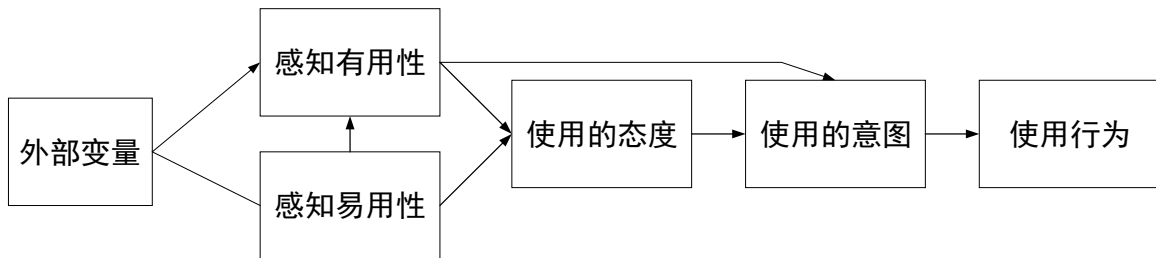 外部变量
感知有用性
感知易用性
使用的态度
使用的意图
使用行为